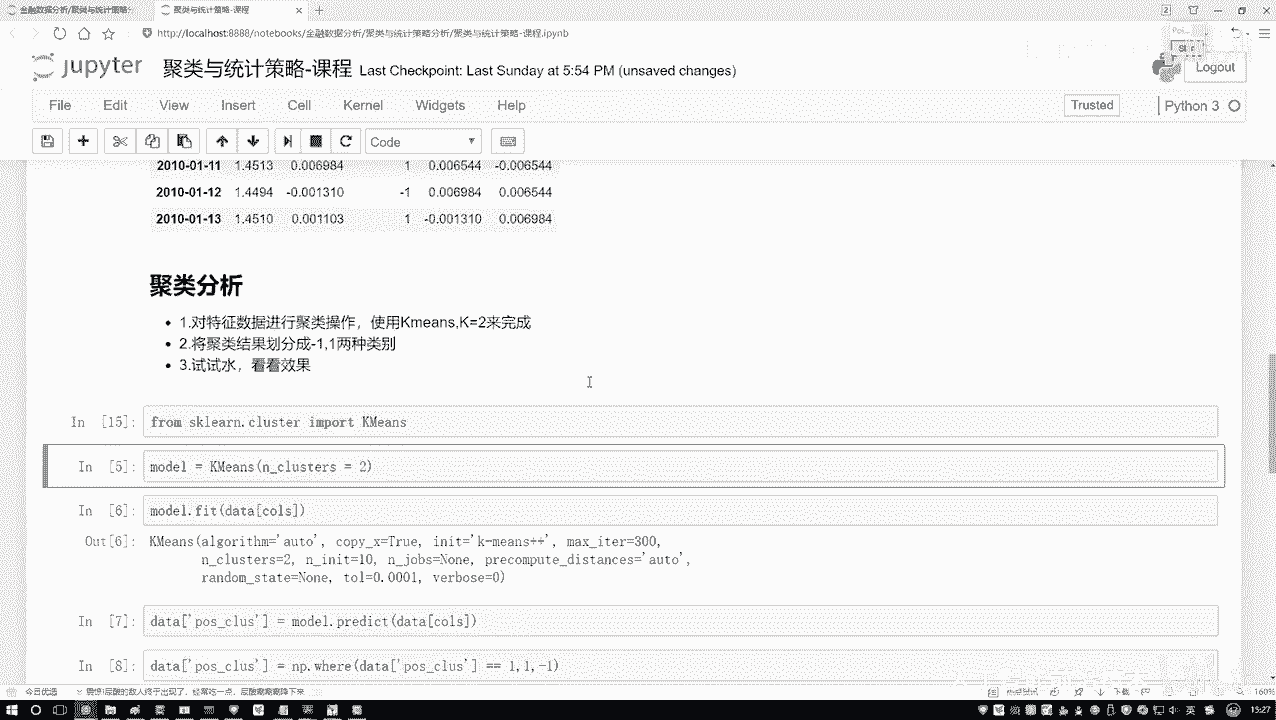 金融数据分析/聚类与统计策略
聚类与统计策略-课程
http://localhost:8888/notebooks/金融数据分析/聚类与统计策略分析/聚类与统计策略-课程.ipynb
jupyter 聚类与统计策略-课程 Last Checkpoint: Last Sunday at 5:54 PM (unsaved changes)
Logout
File Edit View Insert Cell Kernel Widgets Help
Trusted Python 3
Code
2010-01-11 1.4513 0.006984 1 0.006544 -0.006544
2010-01-12 1.4494 -0.001310 -1 0.006984 0.006544
2010-01-13 1.4510 0.001103 1 -0.001310 0.006984
聚类分析
1.对特征数据进行聚类操作，使用Kmeans,K=2来完成
2.将聚类结果划分成-1,1两种类别
3.试试水，看看效果
In [15]: from sklearn.cluster import KMeans
In [5]: model = KMeans(n_clusters = 2)
In [6]: model.fit(data[cols])
Out[6]: KMeans(algorithm='auto', copy_x=True, init='k-means++', max_iter=300,
n_clusters=2, n_init=10, n_jobs=None, precompute_distances='auto',
random_state=None, tol=0.0001, verbose=0)
In [7]: data['pos_clus'] = model.predict(data[cols])
In [8]: data['pos_clus'] = np.where(data['pos_clus'] == 1,1,-1)
今日优选
160%
英
13:27